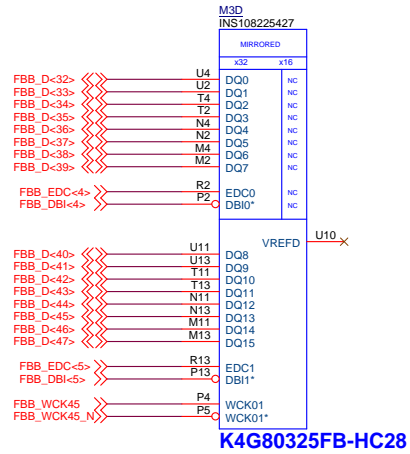 M3D
INS108225427
MIRRORED
x32 x16
FBB_D<32> U4 DQ0 NC
FBB_D<33> U2 DQ1 NC
FBB_D<34> T4 DQ2 NC
FBB_D<35> T2 DQ3 NC
FBB_D<36> N4 DQ4 NC
FBB_D<37> N2 DQ5 NC
FBB_D<38> M4 DQ6 NC
FBB_D<39> M2 DQ7 NC
FBB_EDC<4> R2 EDC0 NC
FBB_DBI<4> P2 DBI0* NC
VREFD U10
FBB_D<40> U11 DQ8
FBB_D<41> U13 DQ9
FBB_D<42> T11 DQ10
FBB_D<43> T13 DQ11
FBB_D<44> N11 DQ12
FBB_D<45> N13 DQ13
FBB_D<46> M11 DQ14
FBB_D<47> M13 DQ15
FBB_EDC<5> R13 EDC1
FBB_DBI<5> P13 DBI1*
FBB_WCK45 P4 WCK01
FBB_WCK45_N P5 WCK01*
K4G80325FB-HC28